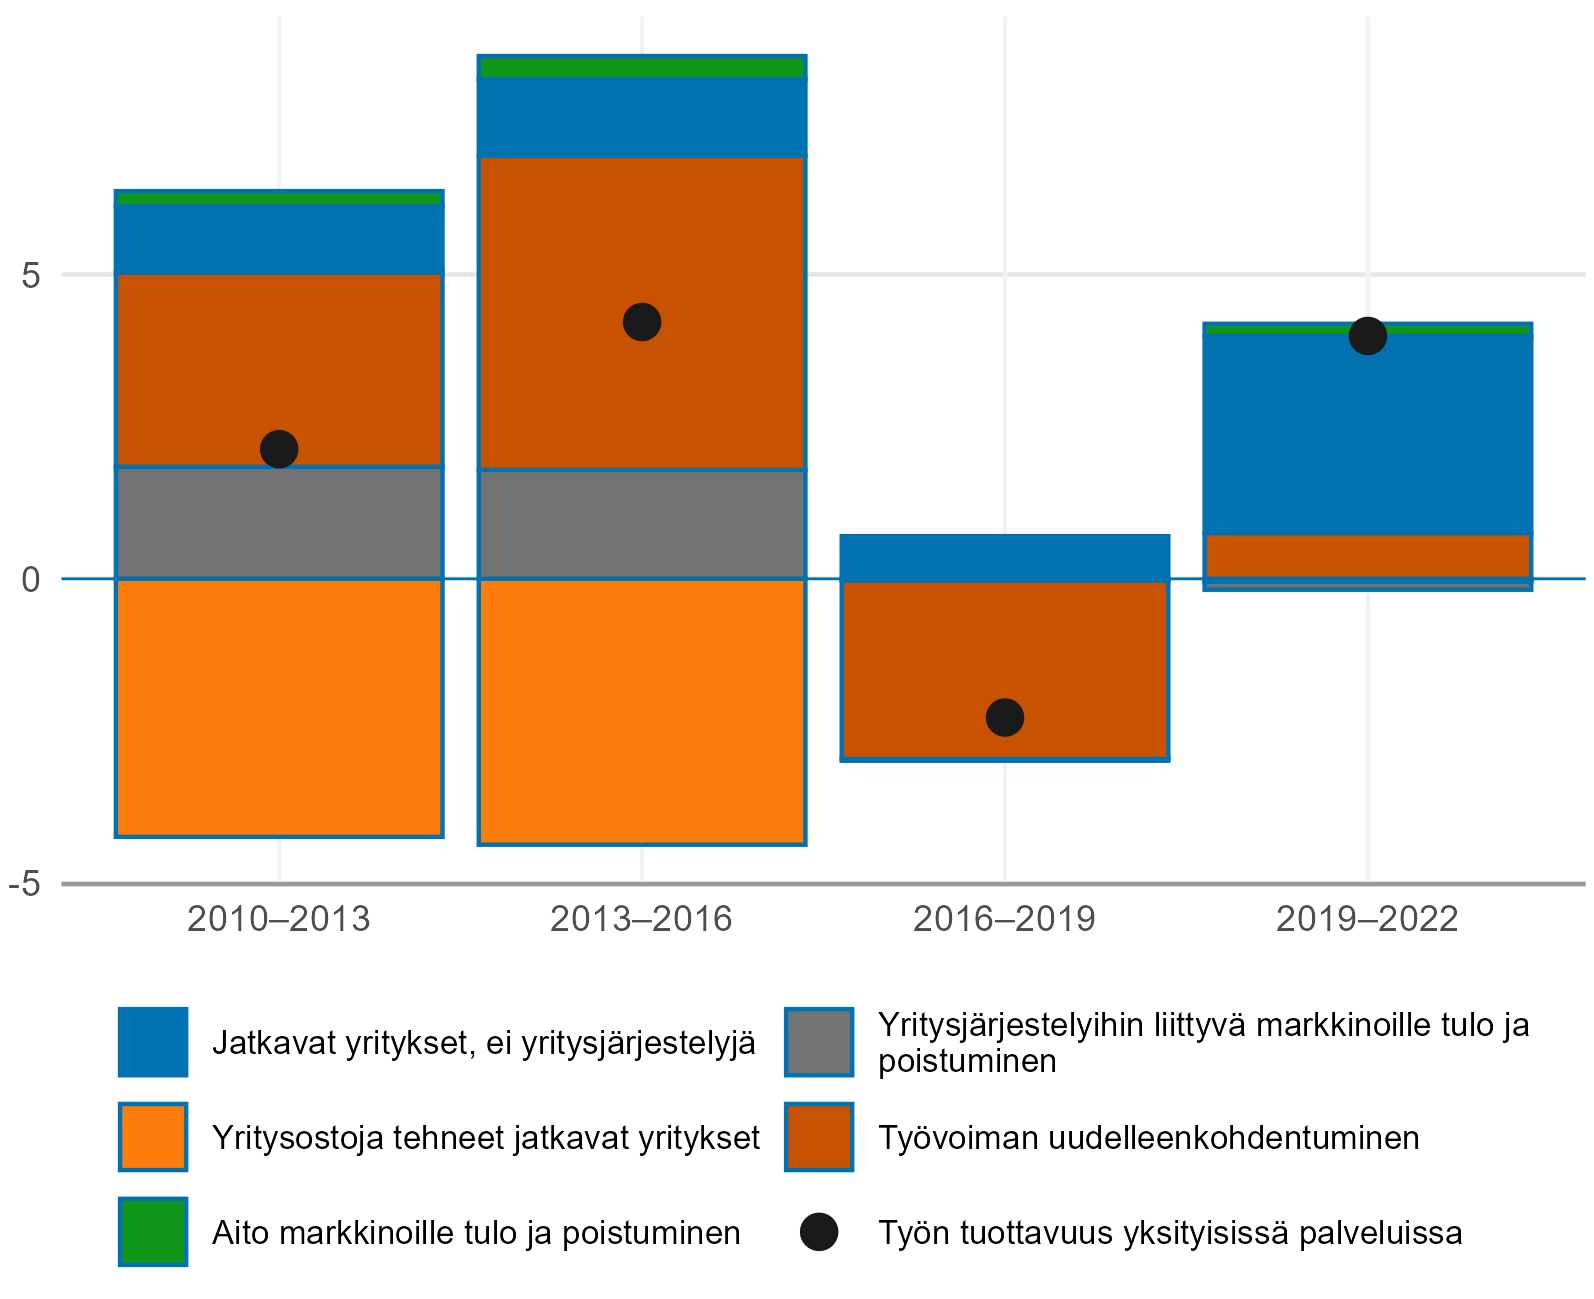 5
0
-5
2010–2013
2013–2016
2016–2019
2019–2022
Jatkavat yritykset, ei yritysjärjestelyjä
Yritysostoja tehneet jatkavat yritykset
Aito markkinoille tulo ja poistuminen
Yritysjärjestelyihin liittyvä markkinoille tulo ja
poistuminen
Työvoiman uudelleenkohdentuminen
Työn tuottavuus yksityisissä palveluissa